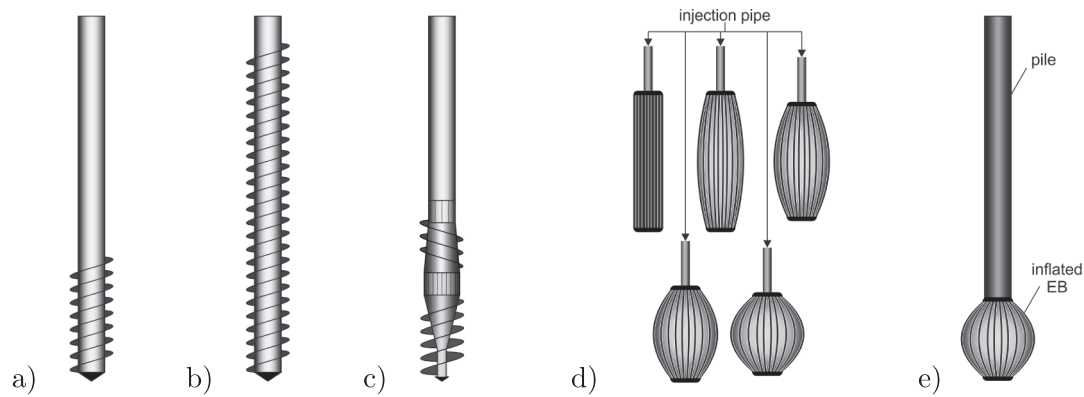 injection pipe
pile
inflated
EB
a)
b)
c)
d)
e)